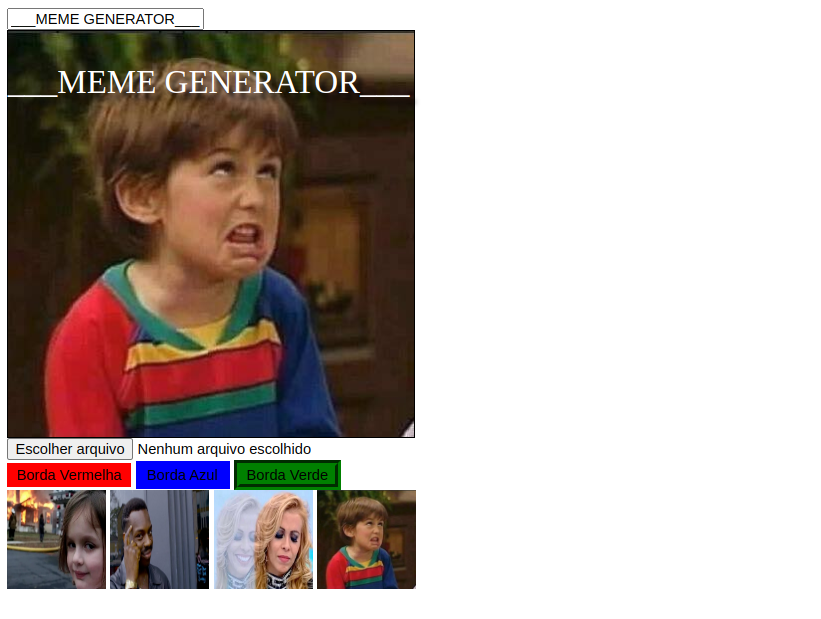 ___MEME GENERATOR___
___MEME GENERATOR___
Escolher arquivo Nenhum arquivo escolhido
Borda Vermelha Borda Azul Borda Verde